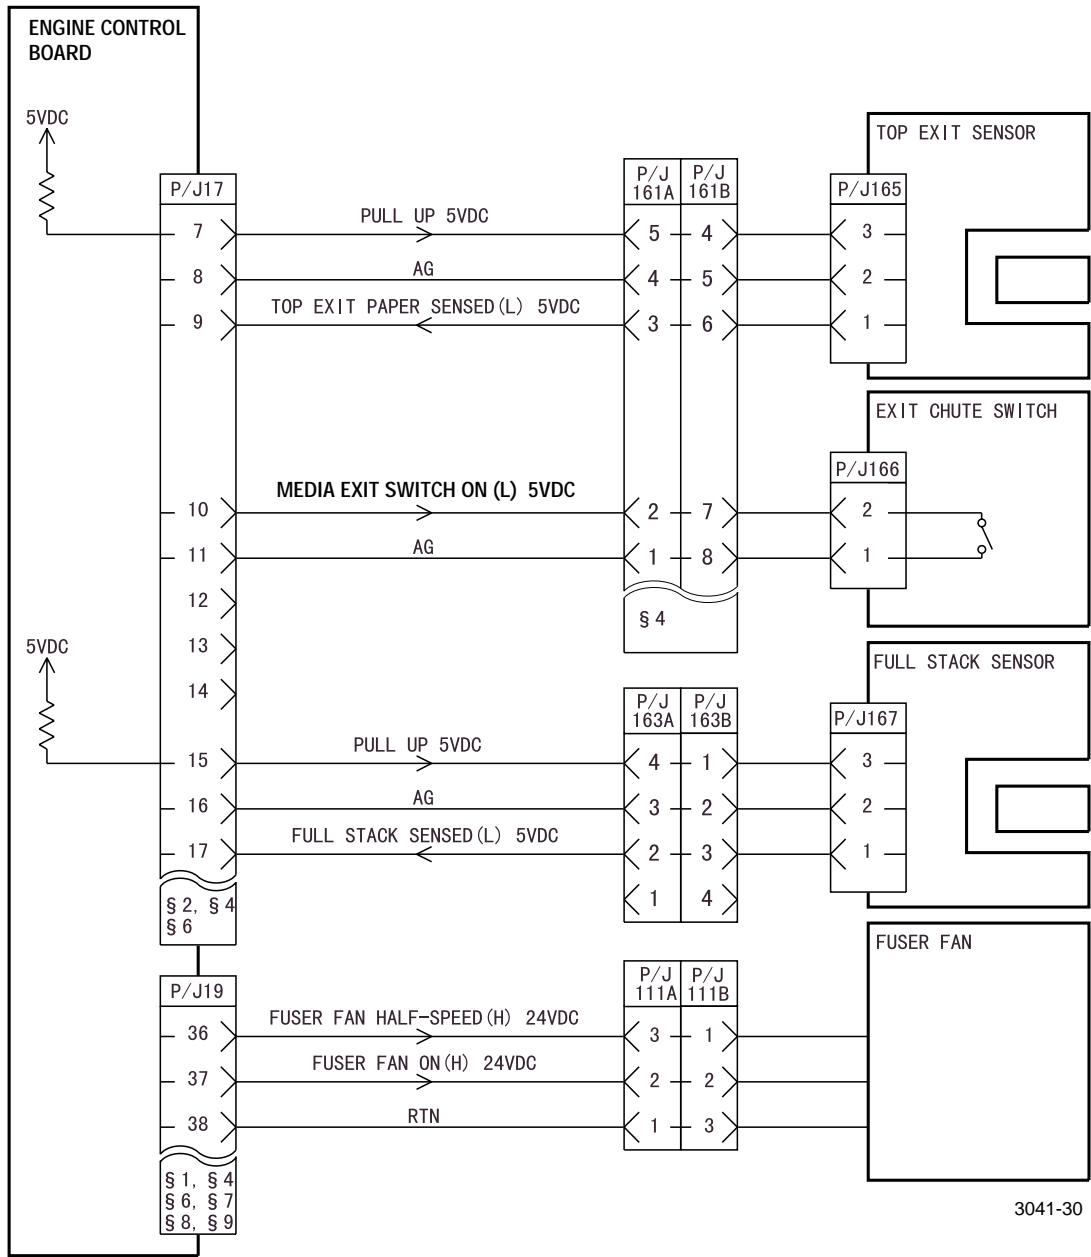 ENGINE CONTROL
BOARD
5VDC
TOP EXIT SENSOR
P/J17
P/J
161A
P/J
161B
P/J165
7
PULL UP 5VDC
5
4
3
8
AG
4
5
2
9
TOP EXIT PAPER SENSED(L) 5VDC
3
6
1
EXIT CHUTE SWITCH
P/J166
10
MEDIA EXIT SWITCH ON (L) 5VDC
2
7
2
11
AG
1
8
1
12
§4
13
5VDC
14
FULL STACK SENSOR
P/J
163A
P/J
163B
P/J167
15
PULL UP 5VDC
4
1
3
16
AG
3
2
2
17
FULL STACK SENSED(L) 5VDC
2
3
1
1
4
§2, §4
§6
FUSER FAN
P/J19
P/J
111A
P/J
111B
36
FUSER FAN HALF-SPEED(H) 24VDC
3
1
37
FUSER FAN ON(H) 24VDC
2
2
38
RTN
1
3
§1, §4
§6, §7
§8, §9
3041-30